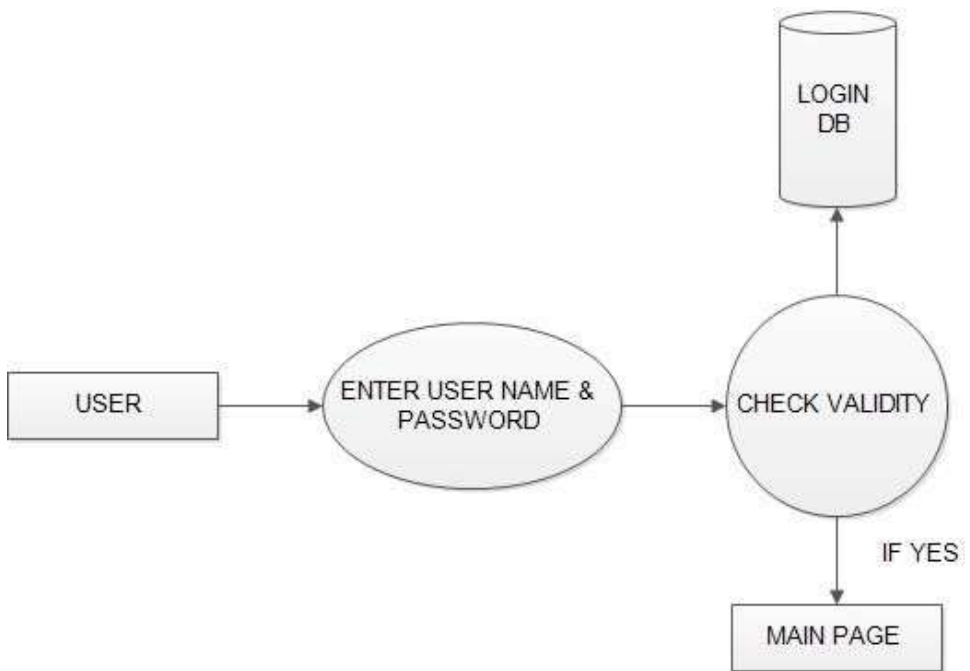 LOGIN
DB
USER
ENTER USER NAME &
PASSWORD
CHECK VALIDITY
IF YES
MAIN PAGE